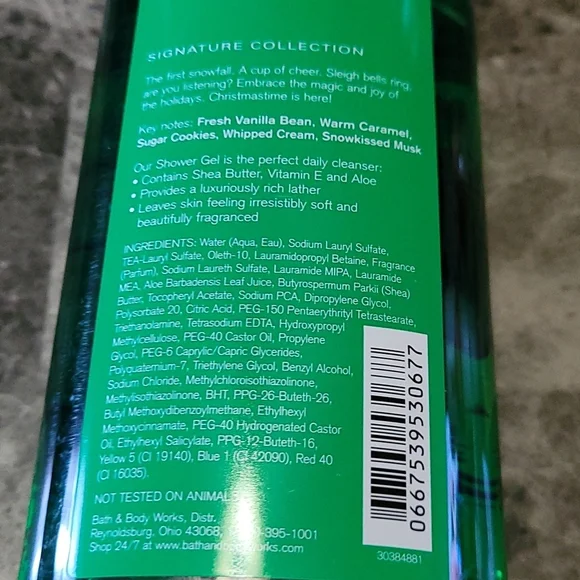 SIGNATURE COLLECTION
The first snowfall. A cup of cheer. Sleigh bells ring,
are you listening? Embrace the magic and joy of
the holidays. Christmastime is here!
Key notes: Fresh Vanilla Bean, Warm Caramel,
Sugar Cookies, Whipped Cream, Snowkissed Musk
Our Shower Gel is the perfect daily cleanser:
• Contains Shea Butter, Vitamin E and Aloe
• Provides a luxuriously rich lather
• Leaves skin feeling irresistibly soft and
beautifully fragranced
INGREDIENTS: Water (Aqua, Eau), Sodium Lauryl Sulfate,
TEA-Lauryl Sulfate, Oleth-10, Lauramidopropyl Betaine, Fragrance
(Parfum), Sodium Laureth Sulfate, Lauramide MIPA, Lauramide
MEA, Aloe Barbadensis Leaf Juice, Butyrospermum Parkii (Shea)
Butter, Tocopheryl Acetate, Sodium PCA, Dipropylene Glycol,
Polysorbate 20, Citric Acid, PEG-150 Pentaerythrityl Tetrastearate,
Triethanolamine, Tetrasodium EDTA, Hydroxypropyl
Methylcellulose, PEG-40 Castor Oil, Propylene
Glycol, PEG-6 Caprylic/Capric Glycerides,
Polyquaternium-7, Triethylene Glycol, Benzyl Alcohol,
Sodium Chloride, Methylchloroisothiazolinone,
Methylisothiazolinone, BHT, PPG-26-Buteth-26,
Butyl Methoxydibenzoylmethane, Ethylhexyl
Methoxycinnamate, PEG-40 Hydrogenated Castor
Oil, Ethylhexyl Salicylate, PPG-12-Buteth-16,
Yellow 5 (CI 19140), Blue 1 (CI 42090), Red 40
(CI 16035).
NOT TESTED ON ANIMALS
Bath & Body Works, Distr.
Reynoldsburg, Ohio 43068, -395-1001
Shop 24/7 at www.bathandbodyworks.com
0667539530677
30384881